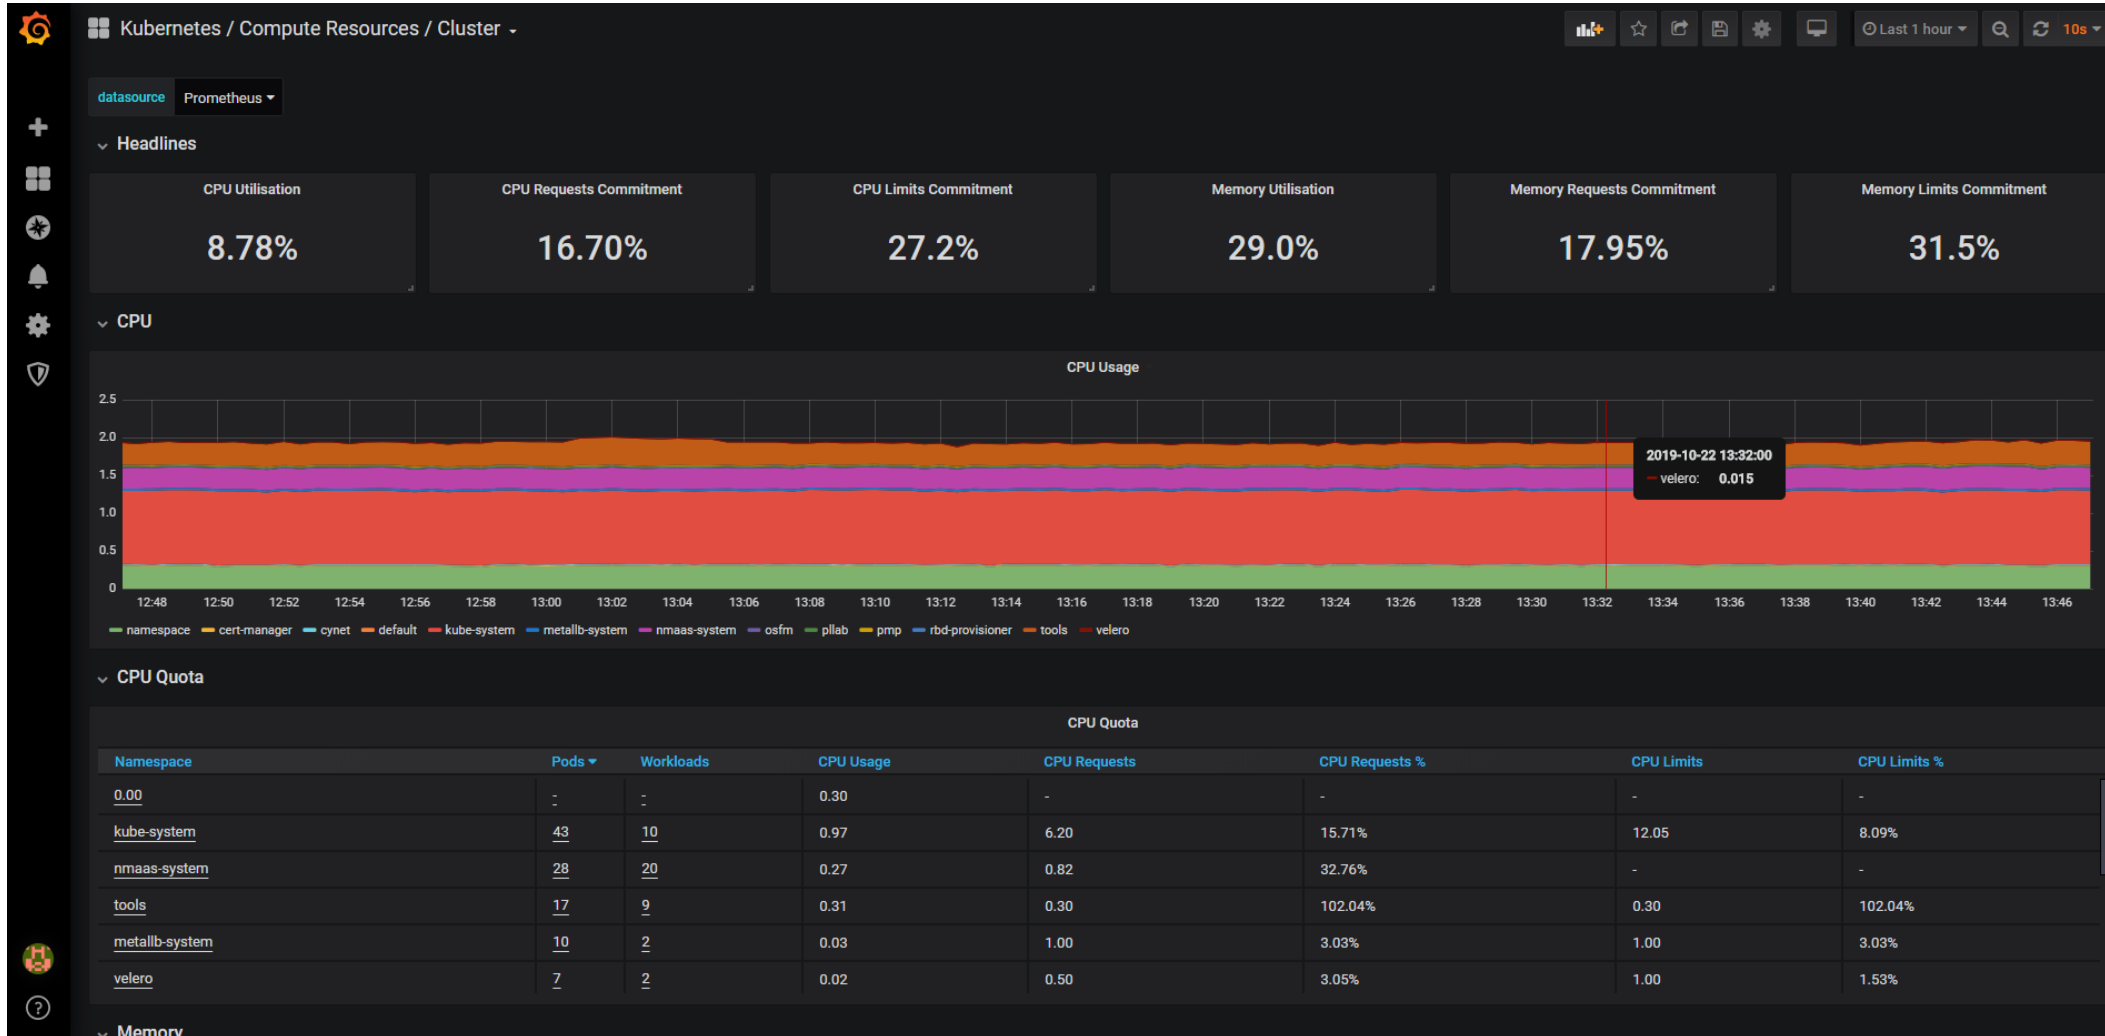 Kubernetes / Compute Resources / Cluster
Last 1 hour 10s
datasource Prometheus
Headlines
CPU Utilisation CPU Requests Commitment CPU Limits Commitment Memory Utilisation Memory Requests Commitment Memory Limits Commitment
8.78% 16.70% 27.2% 29.0% 17.95% 31.5%
CPU
CPU Usage
2.5
2.0
1.5
1.0
0.5
0
2019-10-22 13:32:00
velero: 0.015
12:48 12:50 12:52 12:54 12:56 12:58 13:00 13:02 13:04 13:06 13:08 13:10 13:12 13:14 13:16 13:18 13:20 13:22 13:24 13:26 13:28 13:30 13:32 13:34 13:36 13:38 13:40 13:42 13:44 13:46
namespace cert-manager cynet default kube-system metallb-system nmaas-system osfm pllab pmp rbd-provisioner tools velero
CPU Quota
CPU Quota
Namespace Pods Workloads CPU Usage CPU Requests CPU Requests % CPU Limits CPU Limits %
0.00 - - 0.30 - - - -
kube-system 43 10 0.97 6.20 15.71% 12.05 8.09%
nmaas-system 28 20 0.27 0.82 32.76% - -
tools 17 9 0.31 0.30 102.04% 0.30 102.04%
metallb-system 10 2 0.03 1.00 3.03% 1.00 3.03%
velero 7 2 0.02 0.50 3.05% 1.00 1.53%
Memory